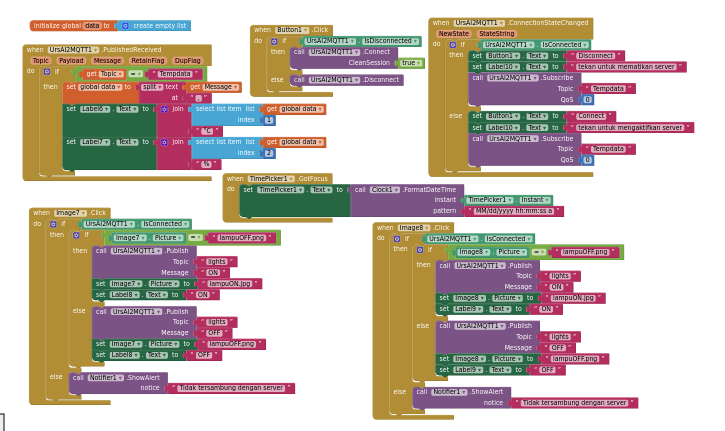 initialize global data to create empty list
when UrsAI2MQTT1 .PublishedReceived
Topic Payload Message RetainFlag DupFlag
do if get Topic = " Tempdata "
then set global data to split text get Message
at " , "
set Label6 . Text to join select list item list get global data
index 1
" °C "
set Label7 . Text to join select list item list get global data
index 2
" % "
when Button1 .Click
do if UrsAI2MQTT1 . IsDisconnected
then call UrsAI2MQTT1 .Connect
CleanSession true
else call UrsAI2MQTT1 .Disconnect
when UrsAI2MQTT1 .ConnectionStateChanged
NewState StateString
do if UrsAI2MQTT1 . IsConnected
then set Button1 . Text to " Disconnect "
set Label10 . Text to " tekan untuk mematikan server "
call UrsAI2MQTT1 .Subscribe
Topic " Tempdata "
QoS 0
else set Button1 . Text to " Connect "
set Label10 . Text to " tekan untuk mengaktifkan server "
call UrsAI2MQTT1 .Subscribe
Topic " Tempdata "
QoS 0
when TimePicker1 .GotFocus
do set TimePicker1 . Text to call Clock1 .FormatDateTime
instant TimePicker1 . Instant
pattern " MM/dd/yyyy hh:mm:ss a "
when Image7 .Click
do if UrsAI2MQTT1 . IsConnected
then if Image7 . Picture = " lampuOFF.png "
then call UrsAI2MQTT1 .Publish
Topic " lights "
Message " ON "
set Image7 . Picture to " lampuON.jpg "
set Label8 . Text to " ON "
else call UrsAI2MQTT1 .Publish
Topic " lights "
Message " OFF "
set Image7 . Picture to " lampuOFF.png "
set Label8 . Text to " OFF "
else call Notifier1 .ShowAlert
notice " Tidak tersambung dengan server "
when Image8 .Click
do if UrsAI2MQTT1 . IsConnected
then if Image8 . Picture = " lampuOFF.png "
then call UrsAI2MQTT1 .Publish
Topic " lights "
Message " ON "
set Image8 . Picture to " lampuON.jpg "
set Label9 . Text to " ON "
else call UrsAI2MQTT1 .Publish
Topic " lights "
Message " OFF "
set Image8 . Picture to " lampuOFF.png "
set Label9 . Text to " OFF "
else call Notifier1 .ShowAlert
notice " Tidak tersambung dengan server "